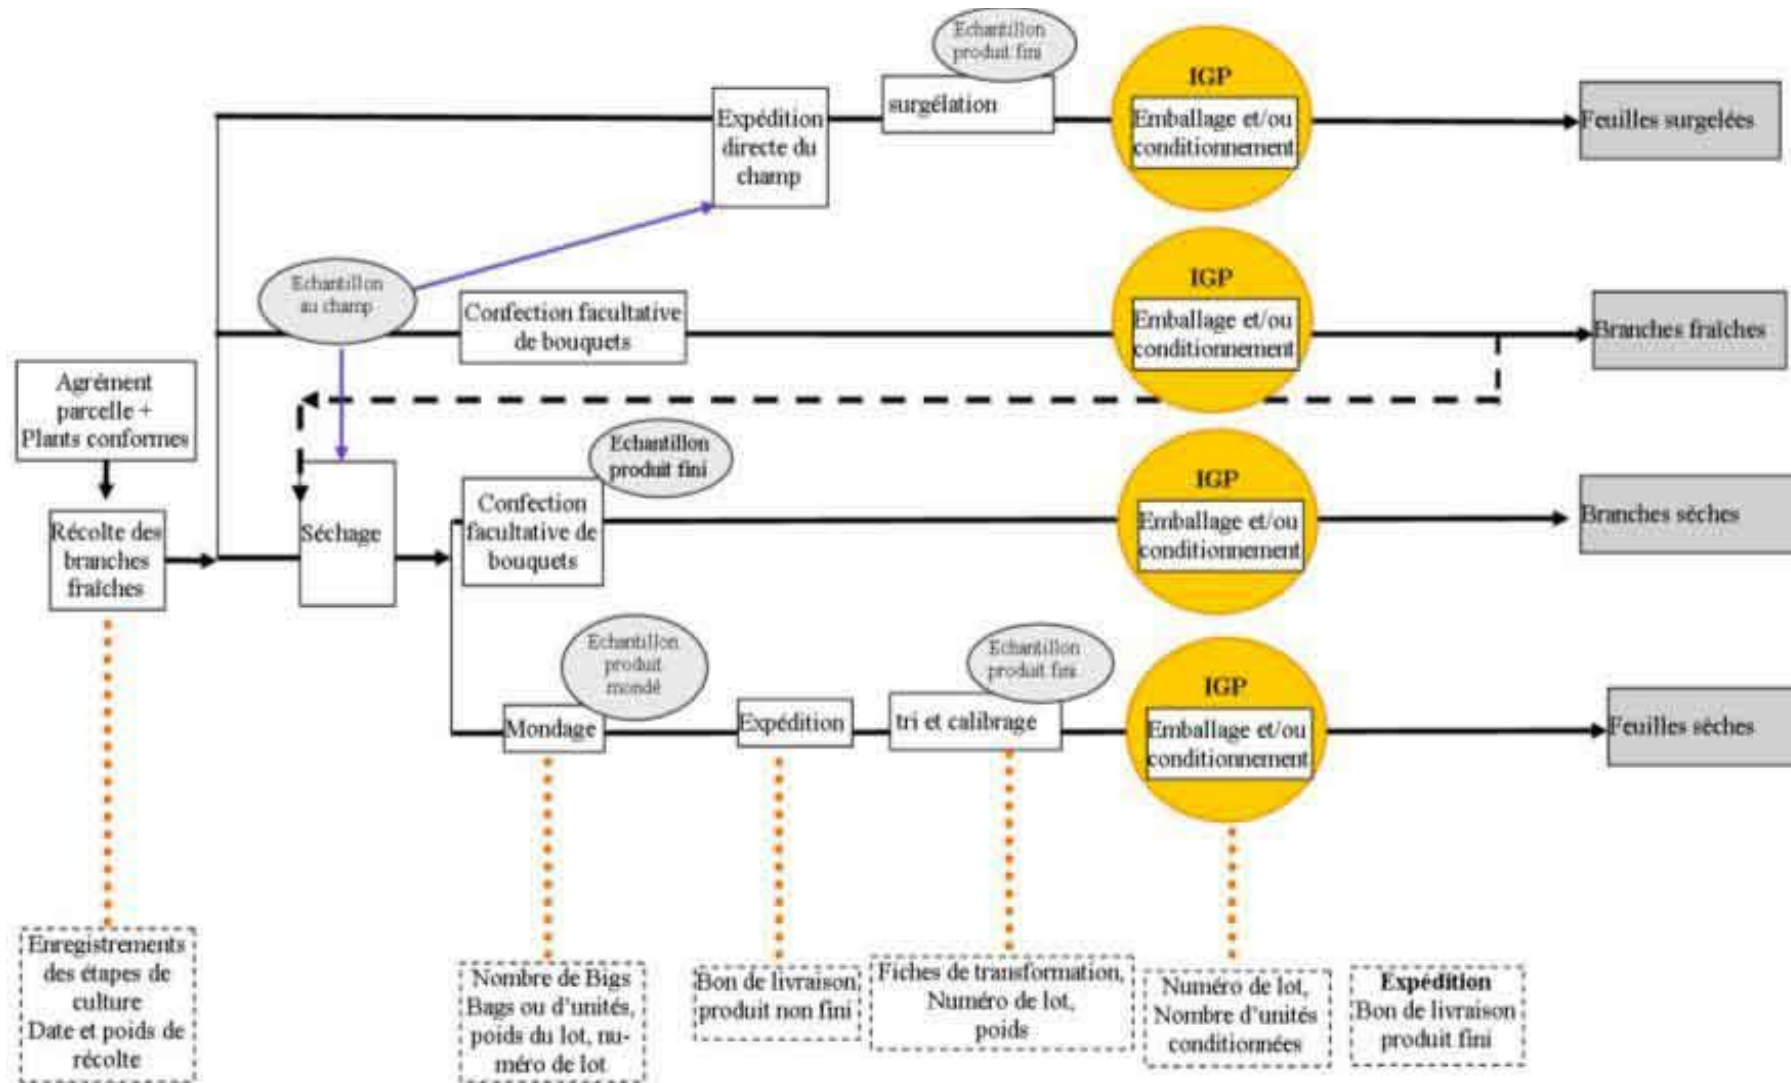 Echantillon
produit fini
IGP
surgélation
Expédition
directe du
champ
Emballage et/ou
conditionnement
Feuilles surgelées
Echantillon
au champ
Confection facultative
de bouquets
IGP
Emballage et/ou
conditionnement
Branches fraîches
Agrément
parcelle +
Plants conformes
Echantillon
produit fini
Récolte des
branches
fraîches
Séchage
Confection
facultative de
bouquets
IGP
Emballage et/ou
conditionnement
Branches sèches
Echantillon
produit
mondé
Echantillon
produit fini
Mondage
Expédition
tri et calibrage
IGP
Emballage et/ou
conditionnement
Feuilles sèches
Enregistrements
des étapes de
culture
Date et poids de
récolte
Nombre de Bigs
Bags ou d'unités,
poids du lot, nu-
méro de lot
Bon de livraison
produit non fini
Fiches de transformation,
Numéro de lot,
poids
Numéro de lot,
Nombre d'unités
conditionnées
Expédition
Bon de livraison
produit fini